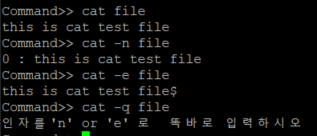 Command>> cat file
this is cat test file
Command>> cat -n file
0 : this is cat test file
Command>> cat -e file
this is cat test file$
Command>> cat -q file
인자를 'n' or 'e' 로 똑바로 입력하시오